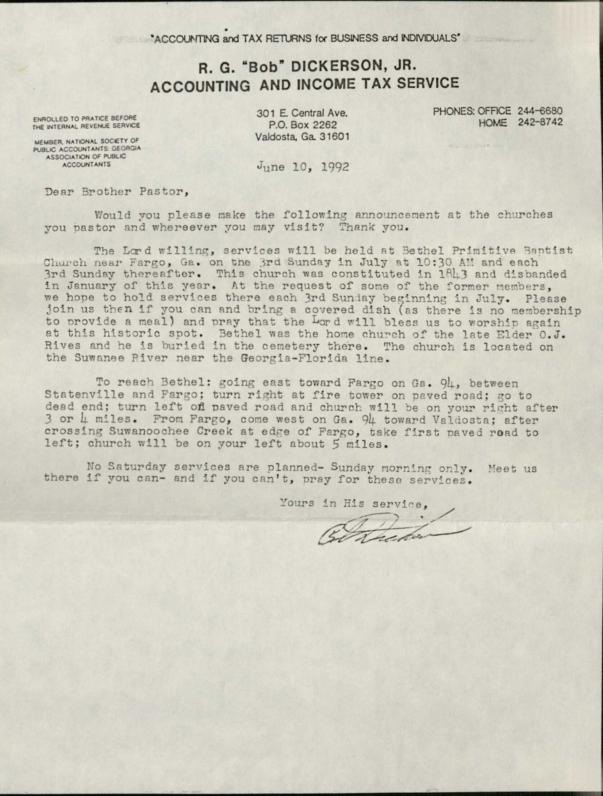 "ACCOUNTING and TAX RETURNS for BUSINESS and INDIVIDUALS"
R. G. "Bob" DICKERSON, JR.
ACCOUNTING AND INCOME TAX SERVICE
ENROLLED TO PRATICE BEFORE
THE INTERNAL REVENUE SERVICE
MEMBER, NATIONAL SOCIETY OF
PUBLIC ACCOUNTANTS; GEORGIA
ASSOCIATION OF PUBLIC
ACCOUNTANTS
301 E. Central Ave.
P.O. Box 2262
Valdosta, Ga. 31601
PHONES: OFFICE 244-6680
HOME 242-8742
June 10, 1992
Dear Brother Pastor,
Would you please make the following announcement at the churches
you pastor and whereever you may visit? Thank you.
The Lord willing, services will be held at Bethel Primitive Baptist
Church near Fargo, Ga. on the 3rd Sunday in July at 10:30 AM and each
3rd Sunday thereafter. This church was constituted in 1843 and disbanded
in January of this year. At the request of some of the former members,
we hope to hold services there each 3rd Sunday beginning in July. Please
join us then if you can and bring a covered dish (as there is no membership
to provide a meal) and pray that the Lord will bless us to worship again
at this historic spot. Bethel was the home church of the late Elder O.J.
Rives and he is buried in the cemetery there. The church is located on
the Suwanee River near the Georgia-Florida line.
To reach Bethel: going east toward Fargo on Ga. 94, between
Statenville and Fargo; turn right at fire tower on paved road; go to
dead end; turn left off paved road and church will be on your right after
3 or 4 miles. From Fargo, come west on Ga. 94 toward Valdosta; after
crossing Suwanoochee Creek at edge of Fargo, take first paved road to
left; church will be on your left about 5 miles.
No Saturday services are planned- Sunday morning only. Meet us
there if you can- and if you can't, pray for these services.
Yours in His service,